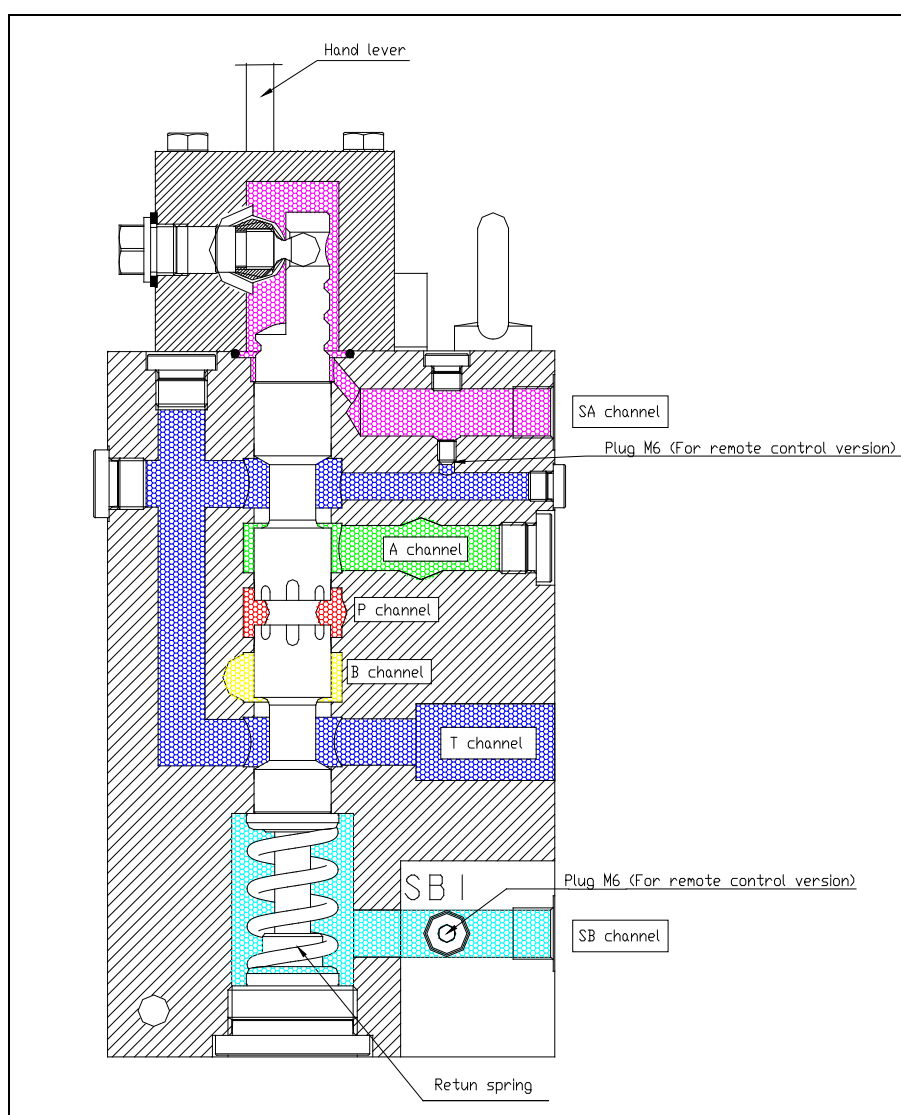 Hand lever
SA channel
Plug M6 (For remote control version)
A channel
P channel
B channel
T channel
SB1
Plug M6 (For remote control version)
SB channel
Retun spring